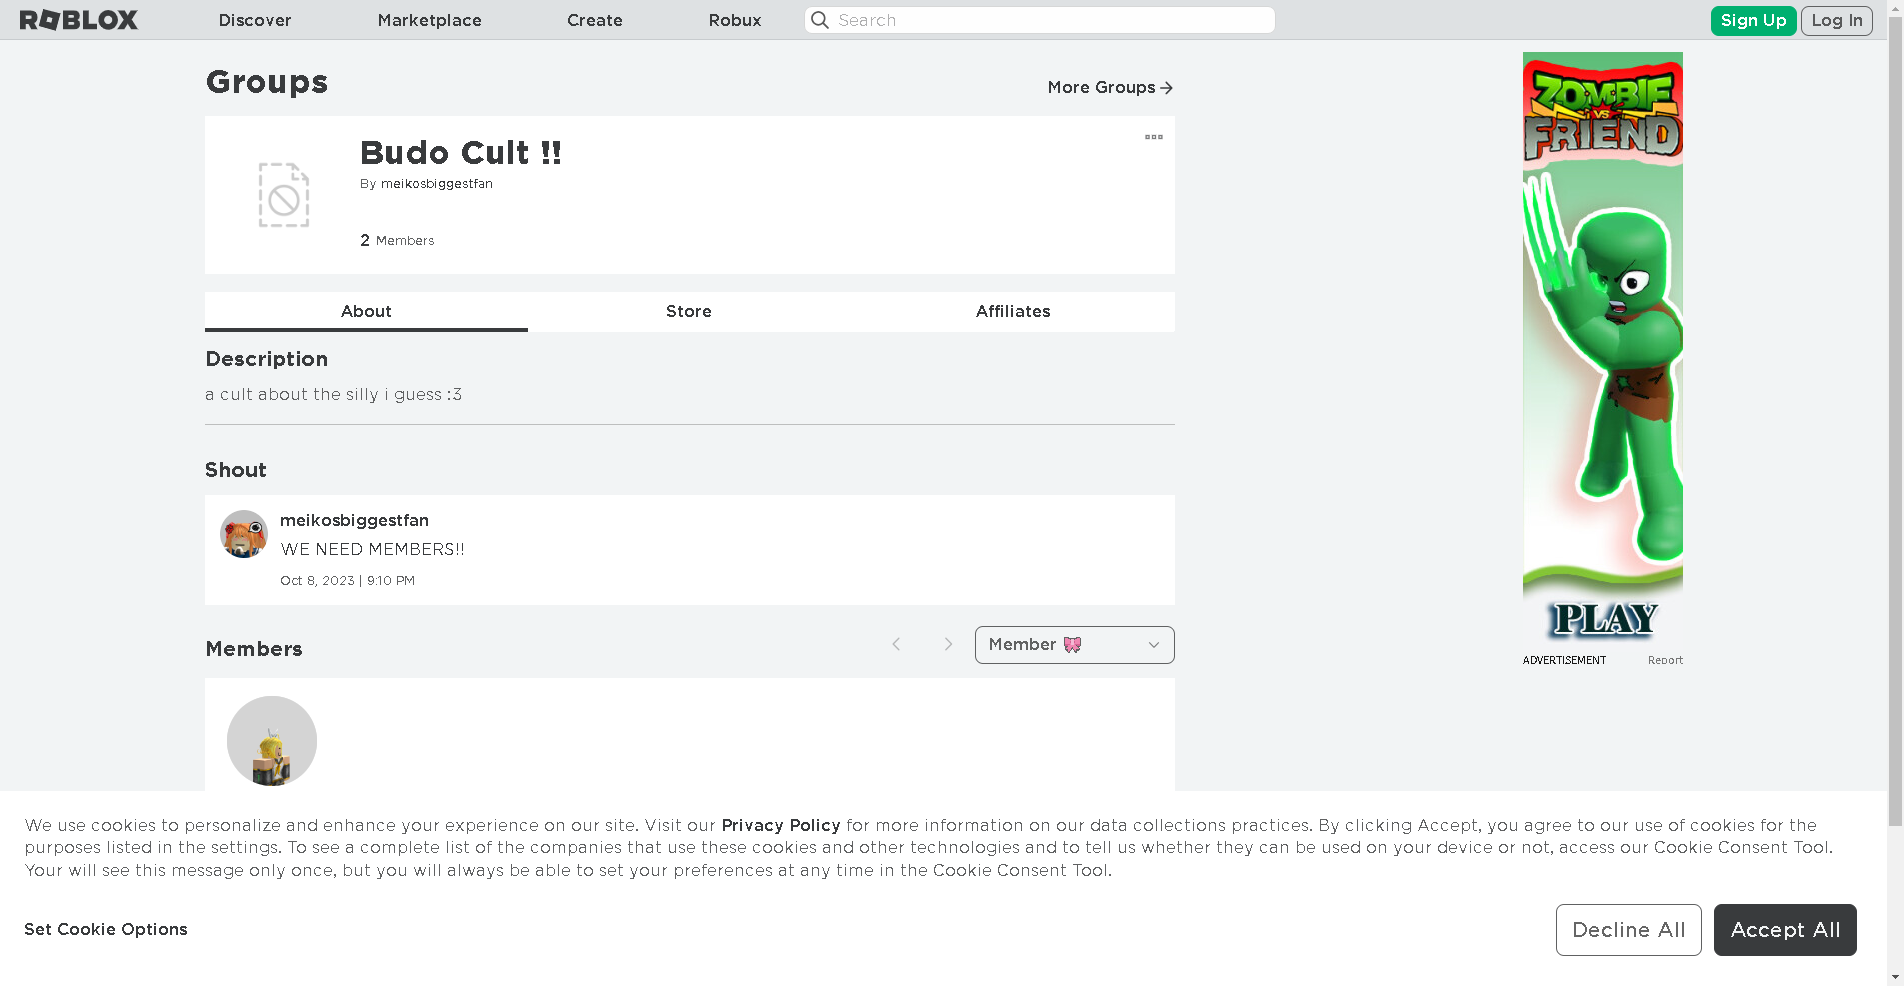 ROBLOX
Discover
Marketplace
Create
Robux
Search
Sign Up
Log In
Groups
More Groups
Budo Cult !!
By meikosbiggestfan
2 Members
About
Store
Affiliates
Description
a cult about the silly i guess :3
Shout
meikosbiggestfan
WE NEED MEMBERS!!
Oct 8, 2023 | 9:10 PM
Members
Member 🎀
ZOMBIE
VS
FRIEND
PLAY
ADVERTISEMENT
Report
We use cookies to personalize and enhance your experience on our site. Visit our Privacy Policy for more information on our data collections practices. By clicking Accept, you agree to our use of cookies for the
purposes listed in the settings. To see a complete list of the companies that use these cookies and other technologies and to tell us whether they can be used on your device or not, access our Cookie Consent Tool.
Your will see this message only once, but you will always be able to set your preferences at any time in the Cookie Consent Tool.
Set Cookie Options
Decline All
Accept All